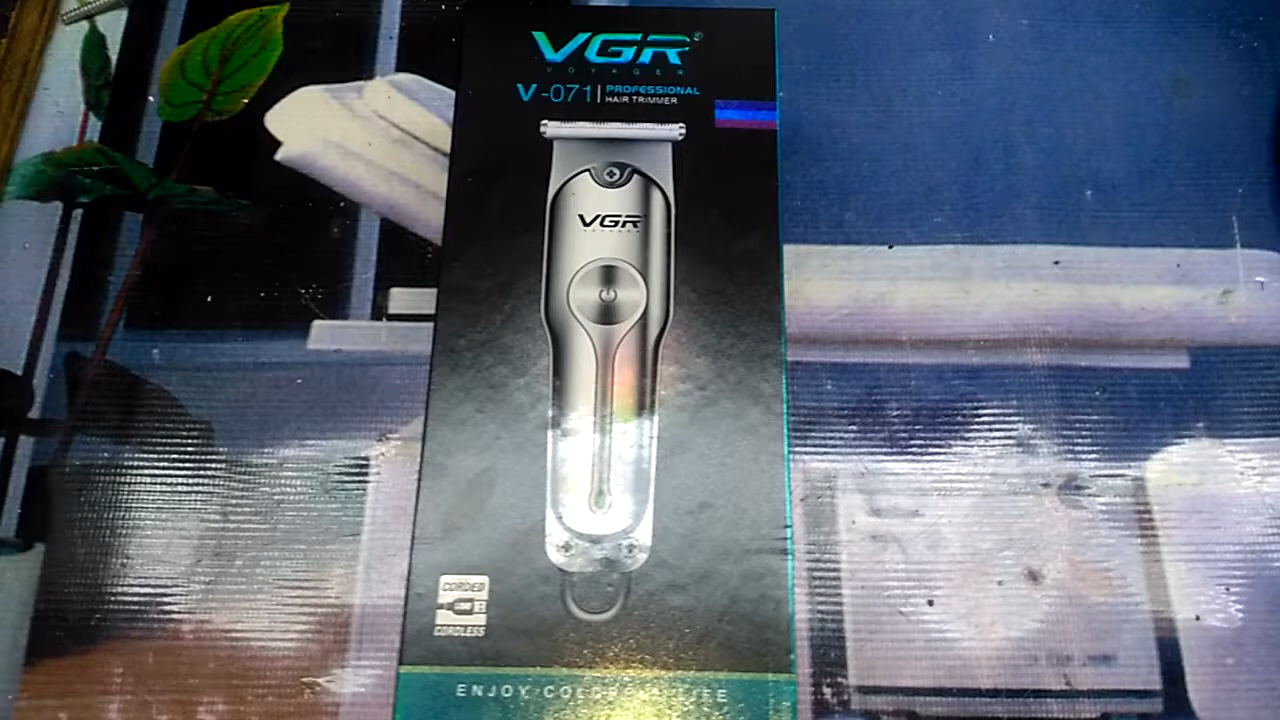 VGR®
VOYAGER
V-071 | PROFESSIONAL
HAIR TRIMMER
VGR
CORDED
CORDLESS
ENJOY COLORFUL LIFE